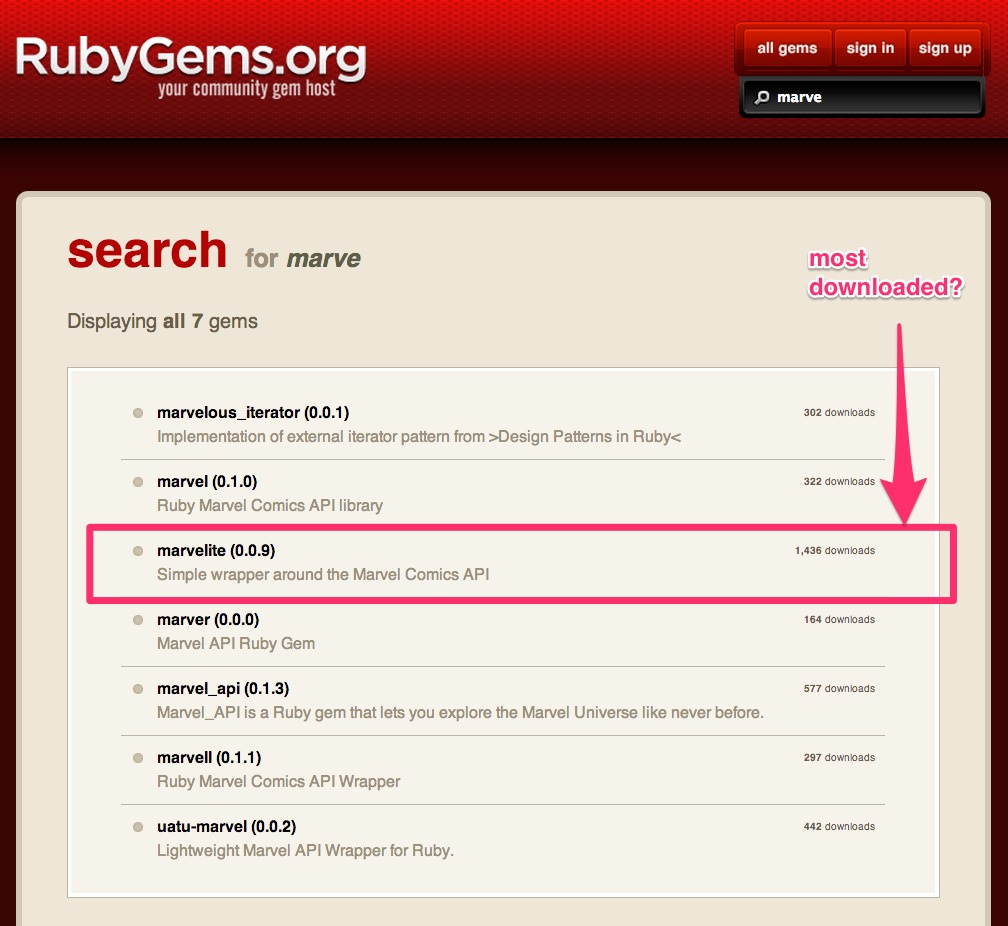 RubyGems.org
your community gem host
all gems sign in sign up
marve
search for marve
most
downloaded?
Displaying all 7 gems
marvelous_iterator (0.0.1) 302 downloads
Implementation of external iterator pattern from >Design Patterns in Ruby<
marvel (0.1.0) 322 downloads
Ruby Marvel Comics API library
marvelite (0.0.9) 1,436 downloads
Simple wrapper around the Marvel Comics API
marver (0.0.0) 164 downloads
Marvel API Ruby Gem
marvel_api (0.1.3) 577 downloads
Marvel_API is a Ruby gem that lets you explore the Marvel Universe like never before.
marvell (0.1.1) 297 downloads
Ruby Marvel Comics API Wrapper
uatu-marvel (0.0.2) 442 downloads
Lightweight Marvel API Wrapper for Ruby.